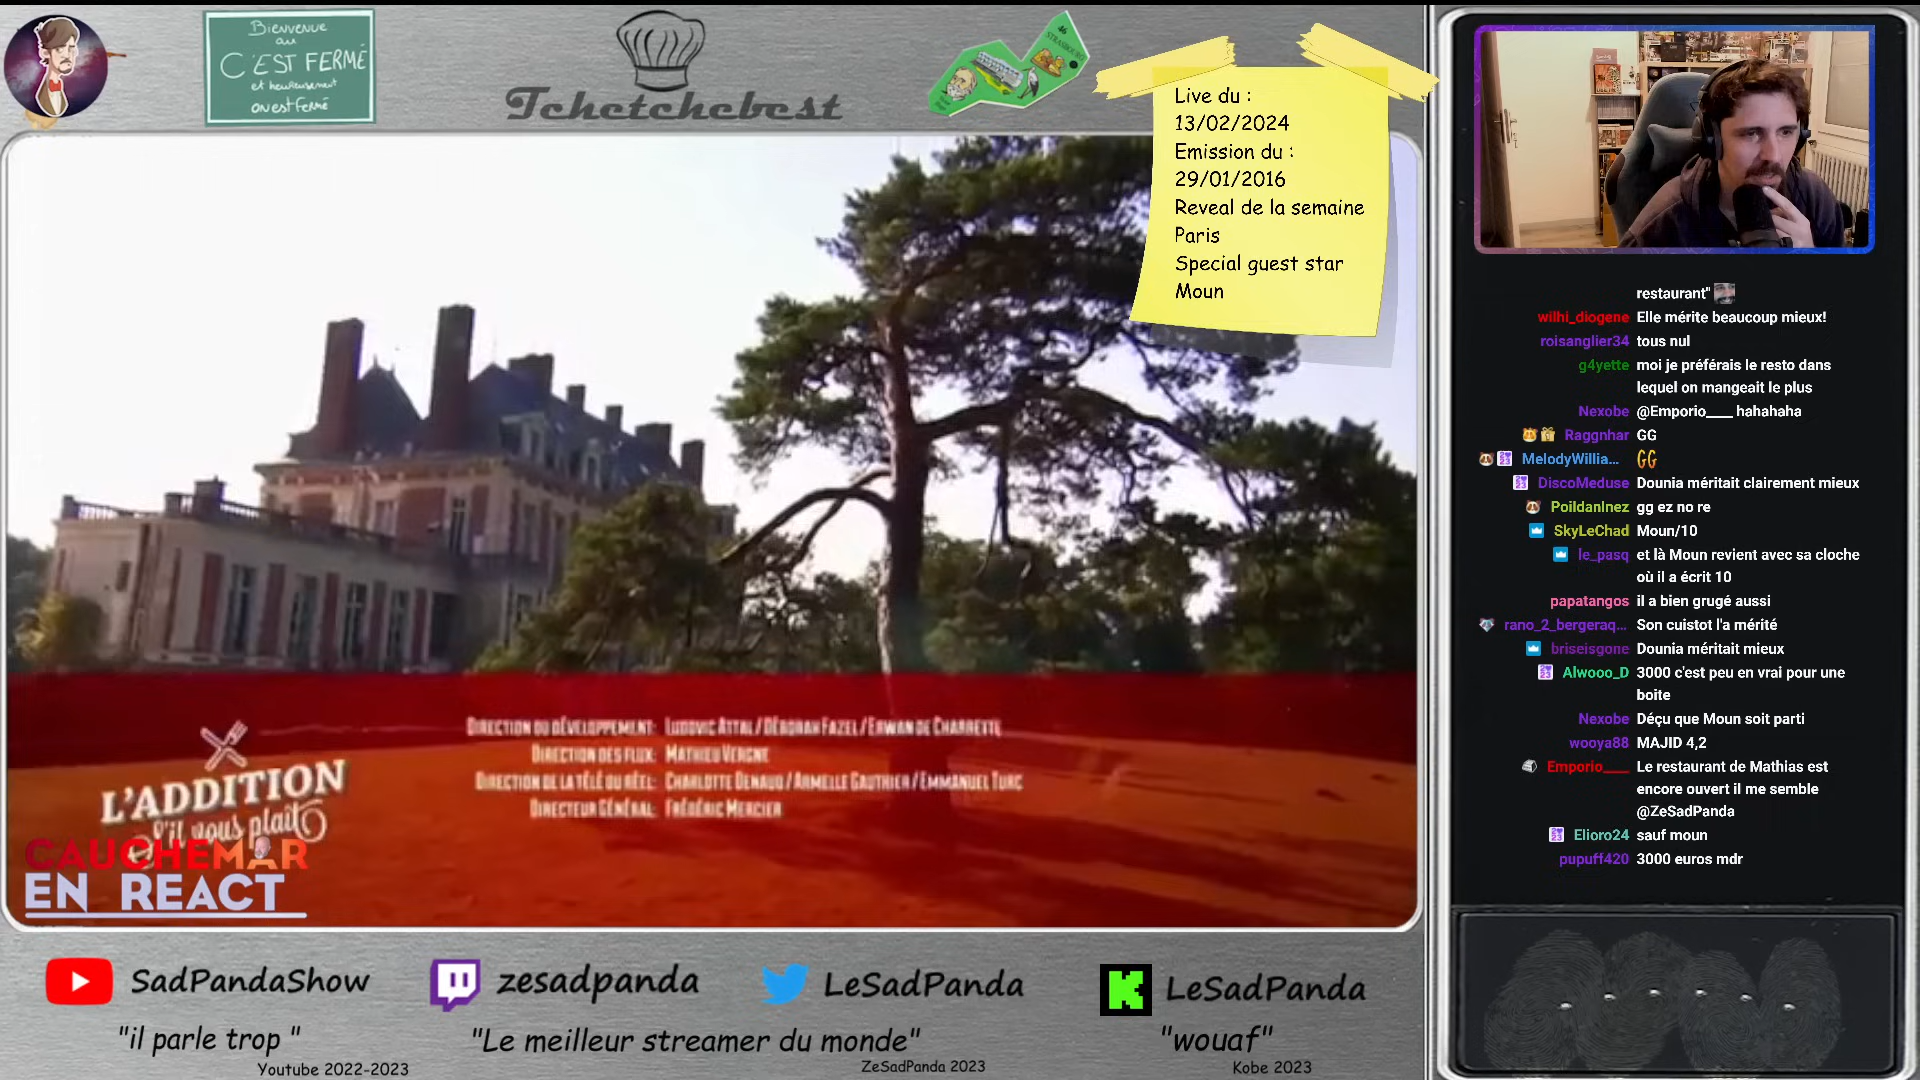 Bienvenue
au
C'EST FERMÉ
et heureusement
on est fermé
Tchetchebest
46
STRASBOURG
Live du :
13/02/2024
Emission du :
29/01/2016
Reveal de la semaine
Paris
Special guest star
Moun
DIRECTION DU DÉVELOPPEMENT: LUDOVIC ATTAL/DÉBORAH FAZEL/ERWAN DE CHARRETTE
DIRECTION DES FLUX: MATHIEU VERGNE
DIRECTION DE LA TÉLÉ DU RÉEL: CHARLOTTE DENAUD/ARMELLE GAUTHIER/EMMANUEL TURC
DIRECTEUR GÉNÉRAL: FRÉDÉRIC MERCIER
L'ADDITION
s'il vous plaît
CAUCHEMAR
EN REACT
restaurant"
wilhi_diogene Elle mérite beaucoup mieux!
roisanglier34 tous nul
g4yette moi je préférais le resto dans
lequel on mangeait le plus
Nexobe @Emporio____ hahahaha
Raggnhar GG
MelodyWillia... GG
DiscoMeduse Dounia méritait clairement mieux
PoildanInez gg ez no re
SkyLeChad Moun/10
le_pasq et là Moun revient avec sa cloche
où il a écrit 10
papatangos il a bien grugé aussi
rano_2_bergeraq... Son cuistot l'a mérité
briseisgone Dounia méritait mieux
Alwooo_D 3000 c'est peu en vrai pour une
boite
Nexobe Déçu que Moun soit parti
wooya88 MAJID 4,2
Emporio____ Le restaurant de Mathias est
encore ouvert il me semble
@ZeSadPanda
Elioro24 sauf moun
pupuff420 3000 euros mdr
SadPandaShow
"il parle trop "
Youtube 2022-2023
zesadpanda
"Le meilleur streamer du monde"
ZeSadPanda 2023
LeSadPanda
LeSadPanda
"wouaf"
Kobe 2023